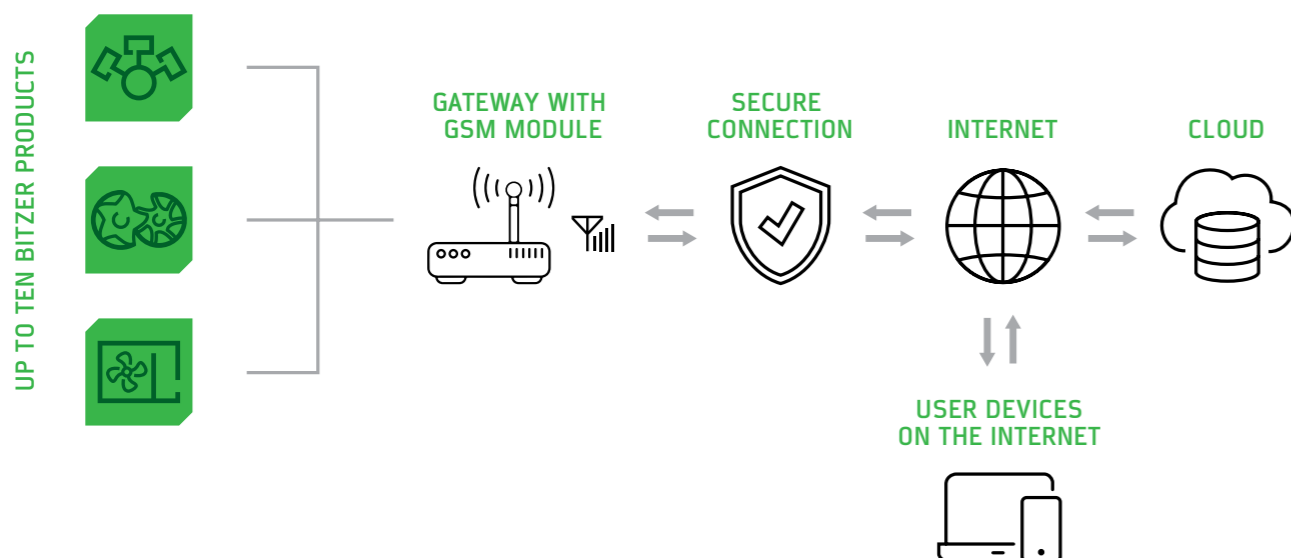 UP TO TEN BITZER PRODUCTS
GATEWAY WITH
GSM MODULE
SECURE
CONNECTION
INTERNET
CLOUD
USER DEVICES
ON THE INTERNET